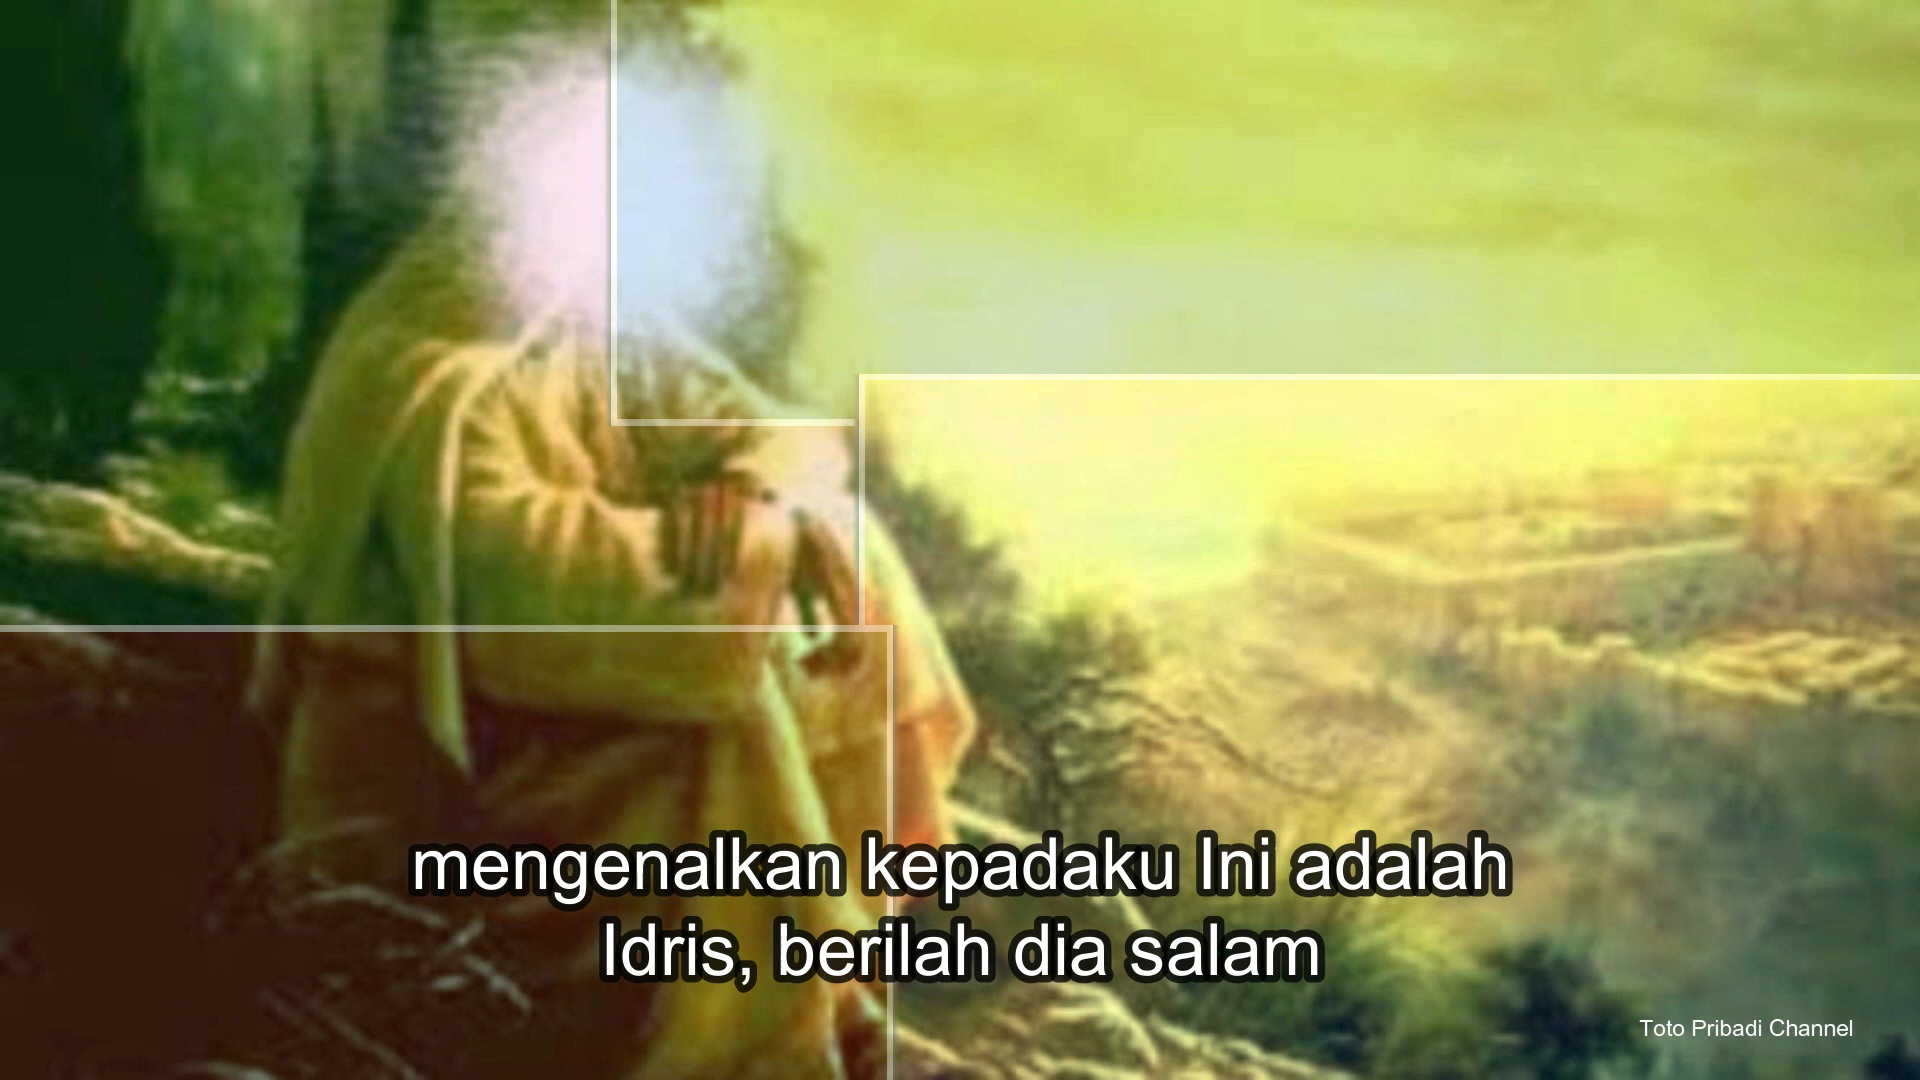 mengenalkan kepadaku Ini adalah
Idris, berilah dia salam
Toto Pribadi Channel